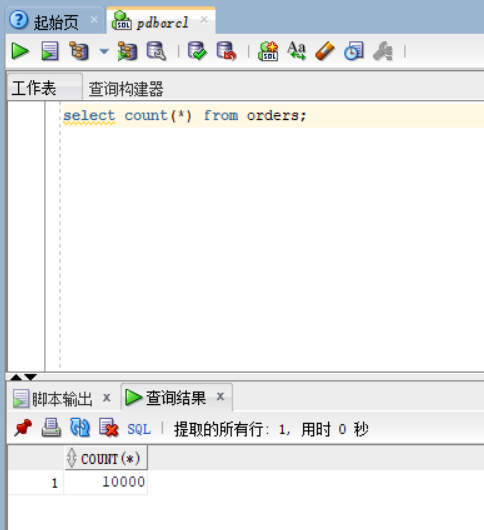 起始页 × pdborcl ×
工作表 查询构建器
select count(*) from orders;
脚本输出 × 查询结果 ×
SQL | 提取的所有行: 1, 用时 0 秒
COUNT(*)
1 10000